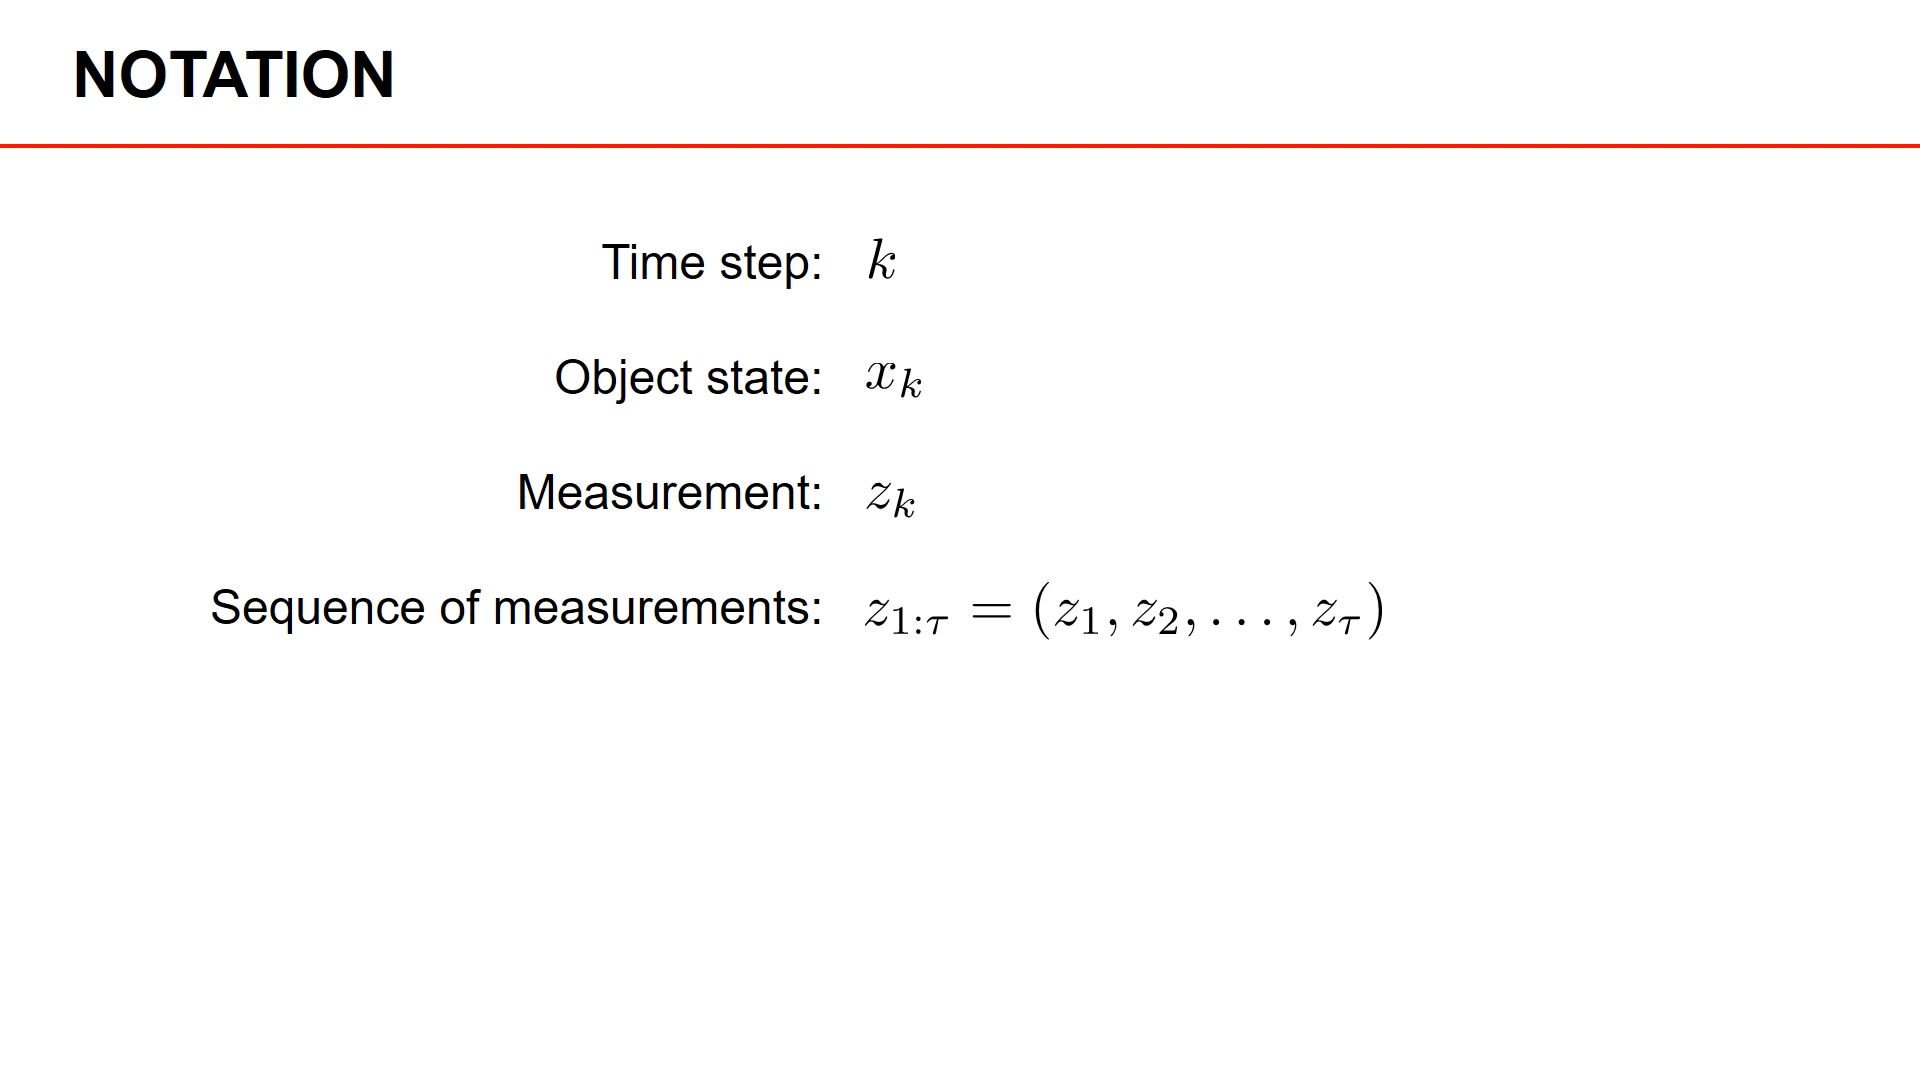 NOTATION
Time step: k
Object state: x_k
Measurement: z_k
Sequence of measurements: z_{1:τ} = (z_1, z_2, . . . , z_τ)